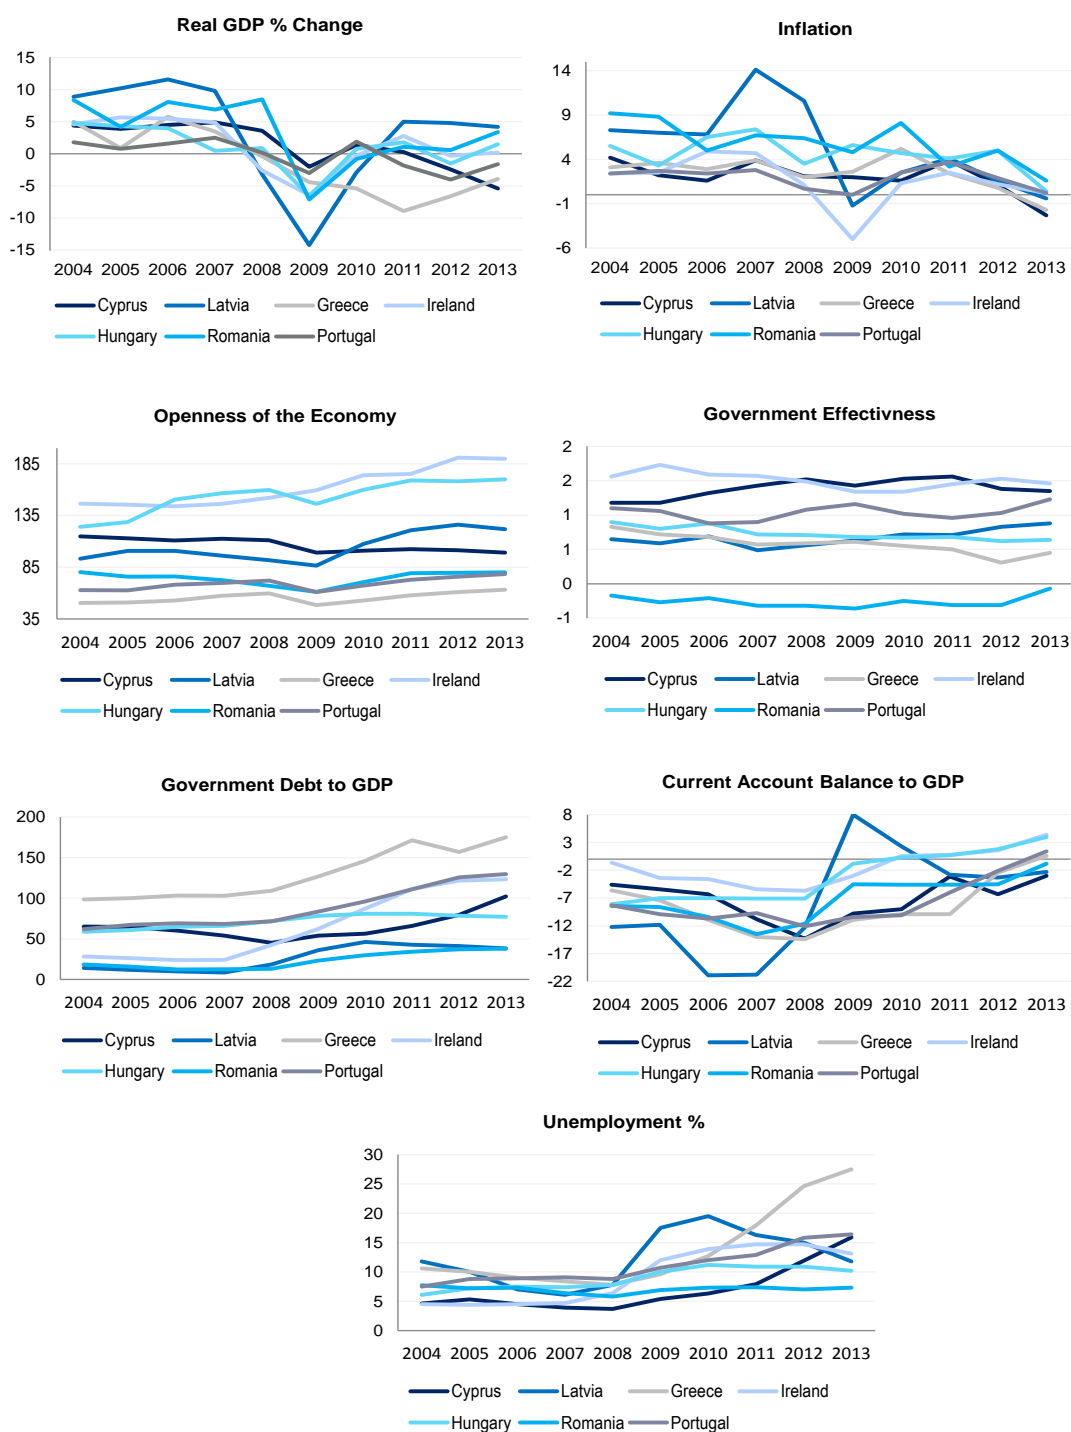 Real GDP % Change
15
10
5
0
-5
-10
-15
2004 2005 2006 2007 2008 2009 2010 2011 2012 2013
Cyprus Latvia Greece Ireland
Hungary Romania Portugal
Inflation
14
9
4
-1
-6
2004 2005 2006 2007 2008 2009 2010 2011 2012 2013
Cyprus Latvia Greece Ireland
Hungary Romania Portugal
Openness of the Economy
185
135
85
35
2004 2005 2006 2007 2008 2009 2010 2011 2012 2013
Cyprus Latvia Greece Ireland
Hungary Romania Portugal
Government Effectivness
2
2
1
1
0
-1
2004 2005 2006 2007 2008 2009 2010 2011 2012 2013
Cyprus Latvia Greece Ireland
Hungary Romania Portugal
Government Debt to GDP
200
150
100
50
0
2004 2005 2006 2007 2008 2009 2010 2011 2012 2013
Cyprus Latvia Greece Ireland
Hungary Romania Portugal
Current Account Balance to GDP
8
3
-2
-7
-12
-17
-22
2004 2005 2006 2007 2008 2009 2010 2011 2012 2013
Cyprus Latvia Greece Ireland
Hungary Romania Portugal
Unemployment %
30
25
20
15
10
5
0
2004 2005 2006 2007 2008 2009 2010 2011 2012 2013
Cyprus Latvia Greece Ireland
Hungary Romania Portugal